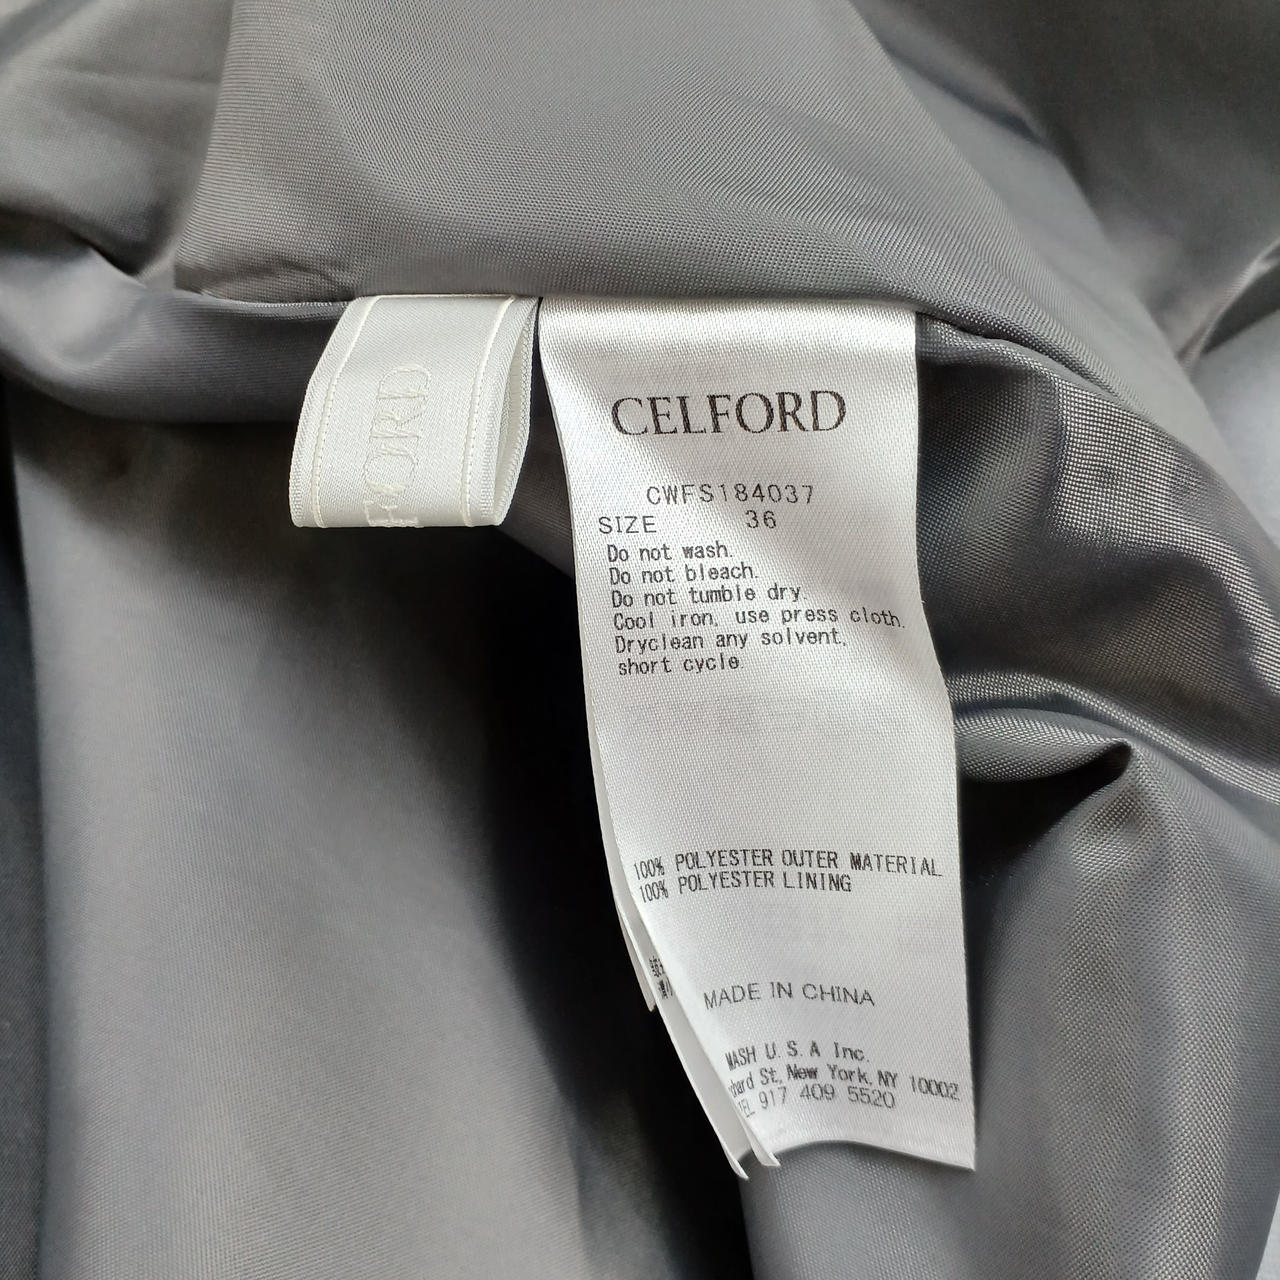 FORD
CELFORD
CWFS184037
SIZE 36
Do not wash.
Do not bleach.
Do not tumble dry.
Cool iron, use press cloth.
Dryclean any solvent,
short cycle.
100% POLYESTER OUTER MATERIAL
100% POLYESTER LINING
MADE IN CHINA
MASH U.S.A Inc.
chard St., New York, NY 10002
TEL 917 409 5520